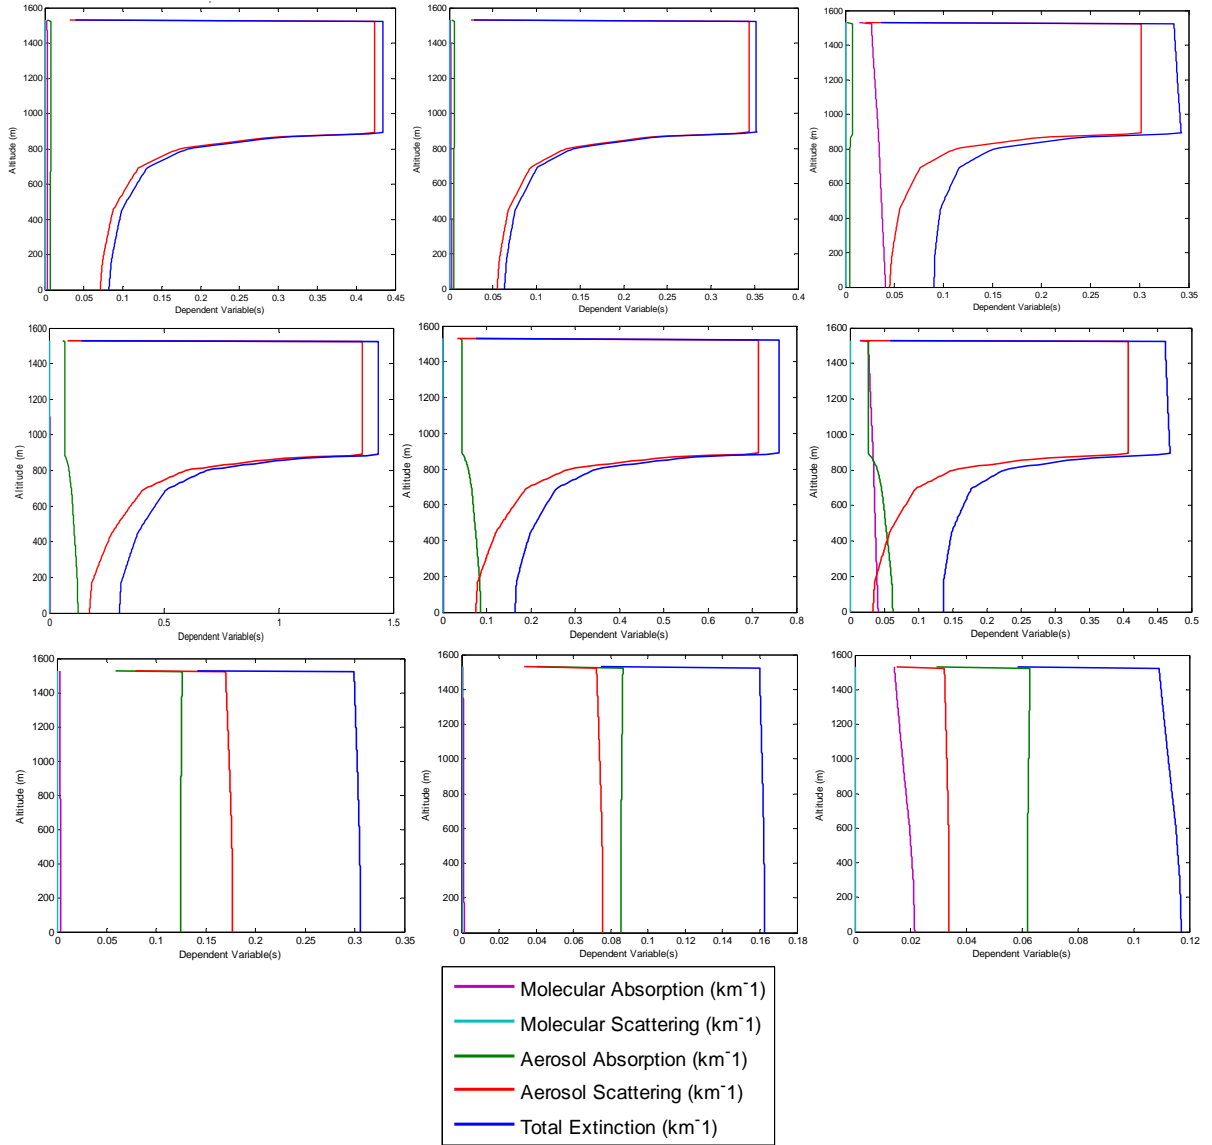 1600
1400
1200
1000
800
600
400
200
0
Altitude (m)
0 0.05 0.1 0.15 0.2 0.25 0.3 0.35 0.4 0.45
Dependent Variable(s)
1600
1400
1200
1000
800
600
400
200
0
Altitude (m)
0 0.05 0.1 0.15 0.2 0.25 0.3 0.35 0.4
Dependent Variable(s)
1600
1400
1200
1000
800
600
400
200
0
Altitude (m)
0 0.05 0.1 0.15 0.2 0.25 0.3 0.35
Dependent Variable(s)
1600
1400
1200
1000
800
600
400
200
0
Altitude (m)
0 0.5 1 1.5
Dependent Variable(s)
1600
1400
1200
1000
800
600
400
200
0
Altitude (m)
0 0.1 0.2 0.3 0.4 0.5 0.6 0.7 0.8
Dependent Variable(s)
1600
1400
1200
1000
800
600
400
200
0
Altitude (m)
0 0.05 0.1 0.15 0.2 0.25 0.3 0.35 0.4 0.45 0.5
Dependent Variable(s)
1600
1400
1200
1000
800
600
400
200
0
Altitude (m)
0 0.05 0.1 0.15 0.2 0.25 0.3 0.35
Dependent Variable(s)
1600
1400
1200
1000
800
600
400
200
0
Altitude (m)
0 0.02 0.04 0.06 0.08 0.1 0.12 0.14 0.16 0.18
Dependent Variable(s)
1600
1400
1200
1000
800
600
400
200
0
Altitude (m)
0 0.02 0.04 0.06 0.08 0.1 0.12
Dependent Variable(s)
Molecular Absorption (km⁻1)
Molecular Scattering (km⁻1)
Aerosol Absorption (km⁻1)
Aerosol Scattering (km⁻1)
Total Extinction (km⁻1)